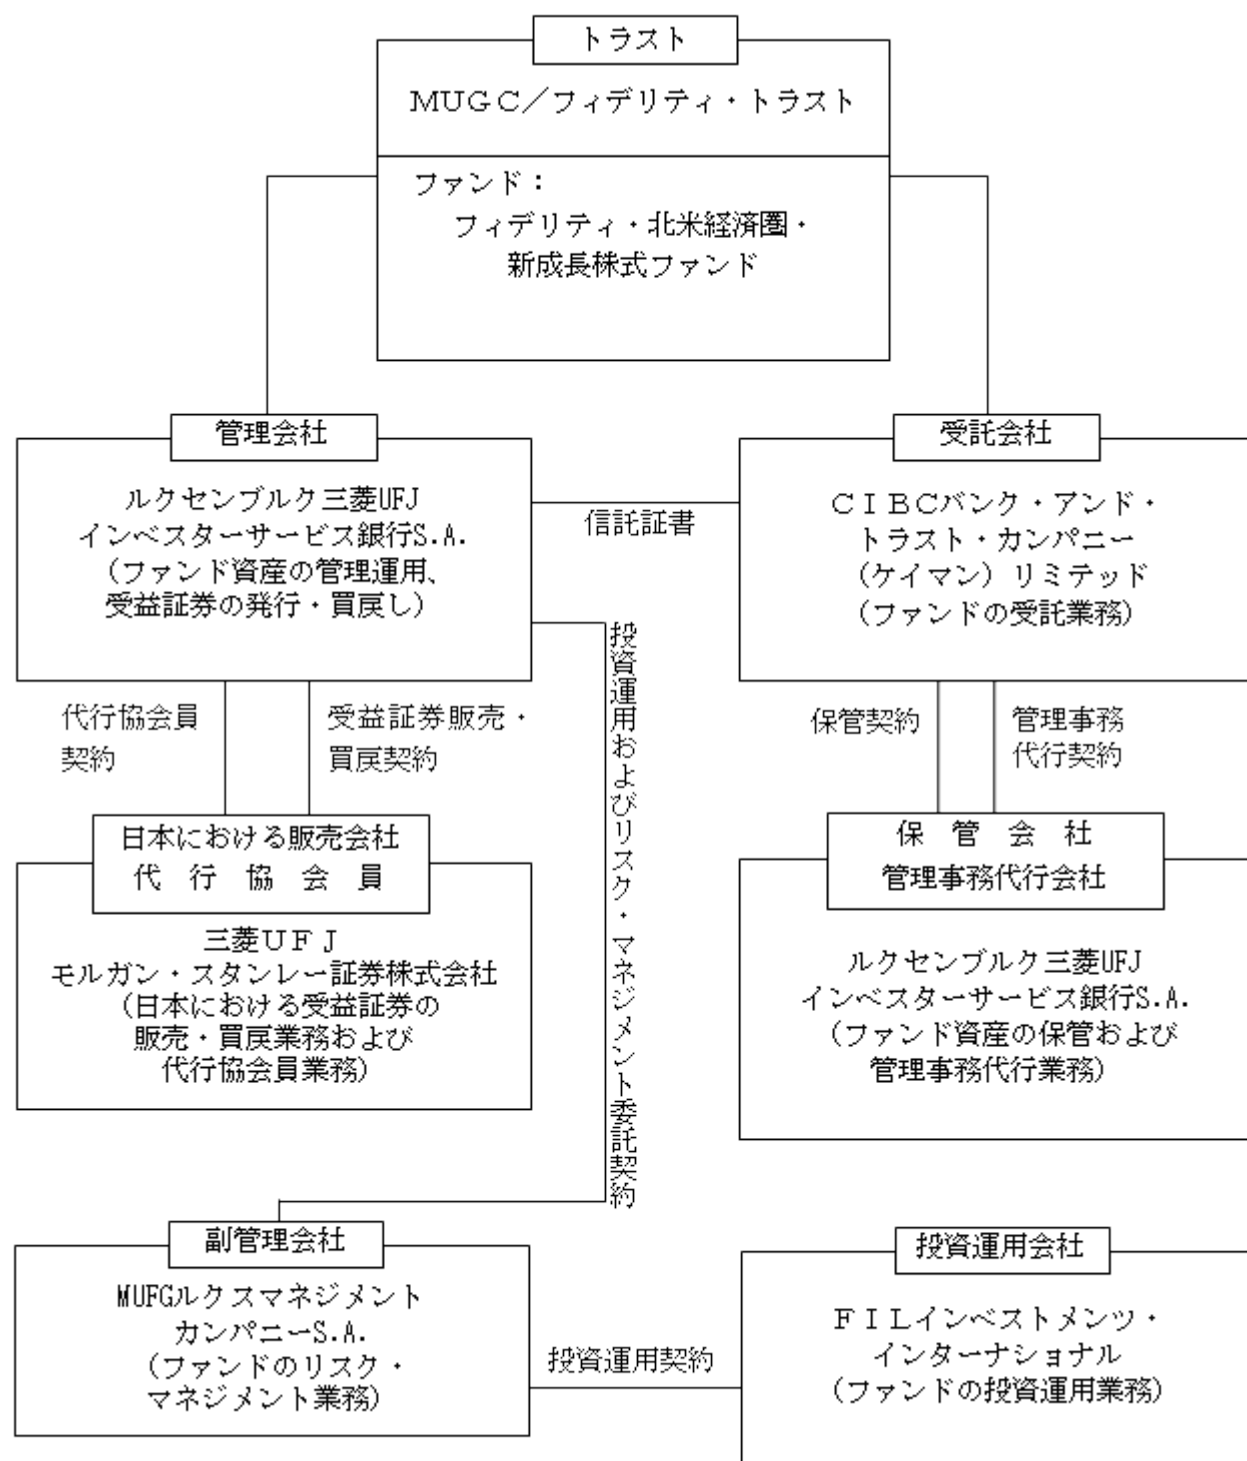 トラスト
MUGC／フィデリティ・トラスト
ファンド：
フィデリティ・北米経済圏・
新成長株式ファンド
管理会社
ルクセンブルク三菱UFJ
インベスターサービス銀行S.A.
（ファンド資産の管理運用、
受益証券の発行・買戻し）
信託証書
受託会社
ＣＩＢＣバンク・アンド・
トラスト・カンパニー
（ケイマン）リミテッド
（ファンドの受託業務）
代行協会員
契約
受益証券販売・
買戻契約
投資運用およびリスク・マネジメント委託契約
保管契約
管理事務
代行契約
日本における販売会社
代　行　協　会　員
三菱ＵＦＪ
モルガン・スタンレー証券株式会社
（日本における受益証券の
販売・買戻業務および
代行協会員業務）
保　管　会　社
管理事務代行会社
ルクセンブルク三菱UFJ
インベスターサービス銀行S.A.
（ファンド資産の保管および
管理事務代行業務）
副管理会社
MUFGルクスマネジメント
カンパニーS.A.
（ファンドのリスク・
マネジメント業務）
投資運用契約
投資運用会社
ＦＩＬインベストメンツ・
インターナショナル
（ファンドの投資運用業務）